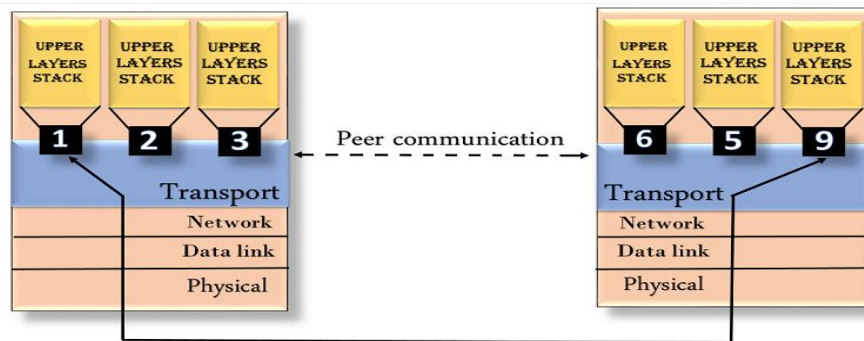 UPPER
LAYERS
STACK
UPPER
LAYERS
STACK
UPPER
LAYERS
STACK
1
2
3
Transport
Network
Data link
Physical
Peer communication
UPPER
LAYERS
STACK
UPPER
LAYERS
STACK
UPPER
LAYERS
STACK
6
5
9
Transport
Network
Data link
Physical